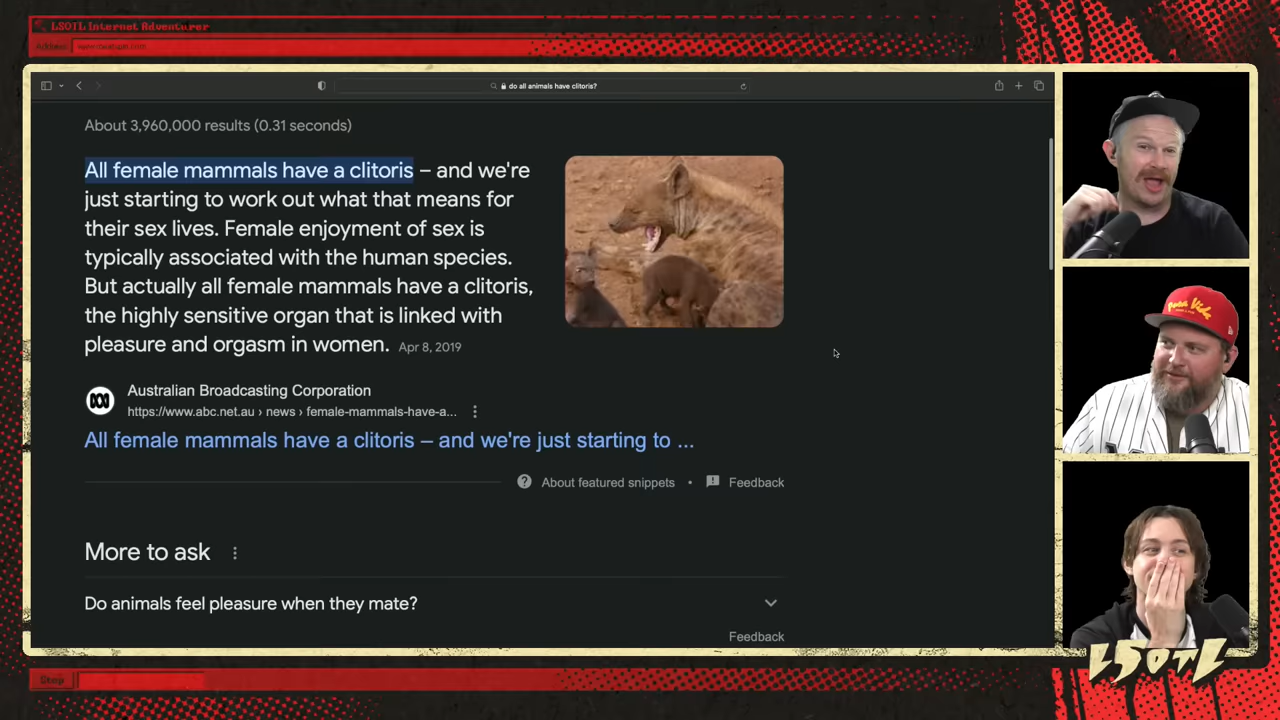 LSOTL Internet Adventurer
Address
do all animals have clitoris?
About 3,960,000 results (0.31 seconds)
All female mammals have a clitoris – and we're
just starting to work out what that means for
their sex lives. Female enjoyment of sex is
typically associated with the human species.
But actually all female mammals have a clitoris,
the highly sensitive organ that is linked with
pleasure and orgasm in women. Apr 8, 2019
Australian Broadcasting Corporation
https://www.abc.net.au › news › female-mammals-have-a...
All female mammals have a clitoris – and we're just starting to ...
About featured snippets • Feedback
More to ask
Do animals feel pleasure when they mate?
Feedback
Stop
LSOTL